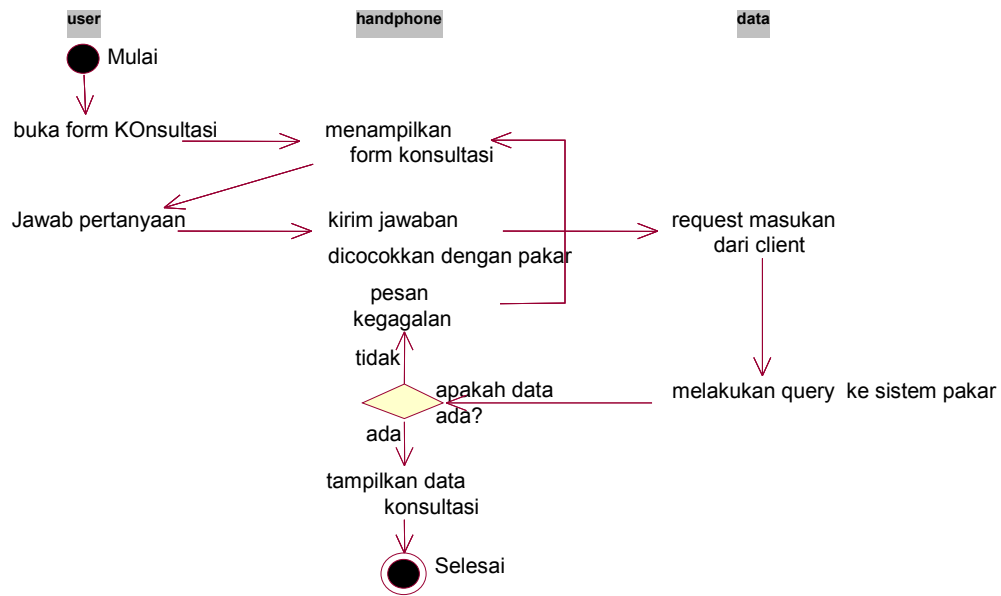 user
handphone
data
Mulai
buka form KOnsultasi
menampilkan
form konsultasi
Jawab pertanyaan
kirim jawaban
dicocokkan dengan pakar
request masukan
dari client
pesan
kegagalan
tidak
apakah data
ada?
melakukan query  ke sistem pakar
ada
tampilkan data
konsultasi
Selesai